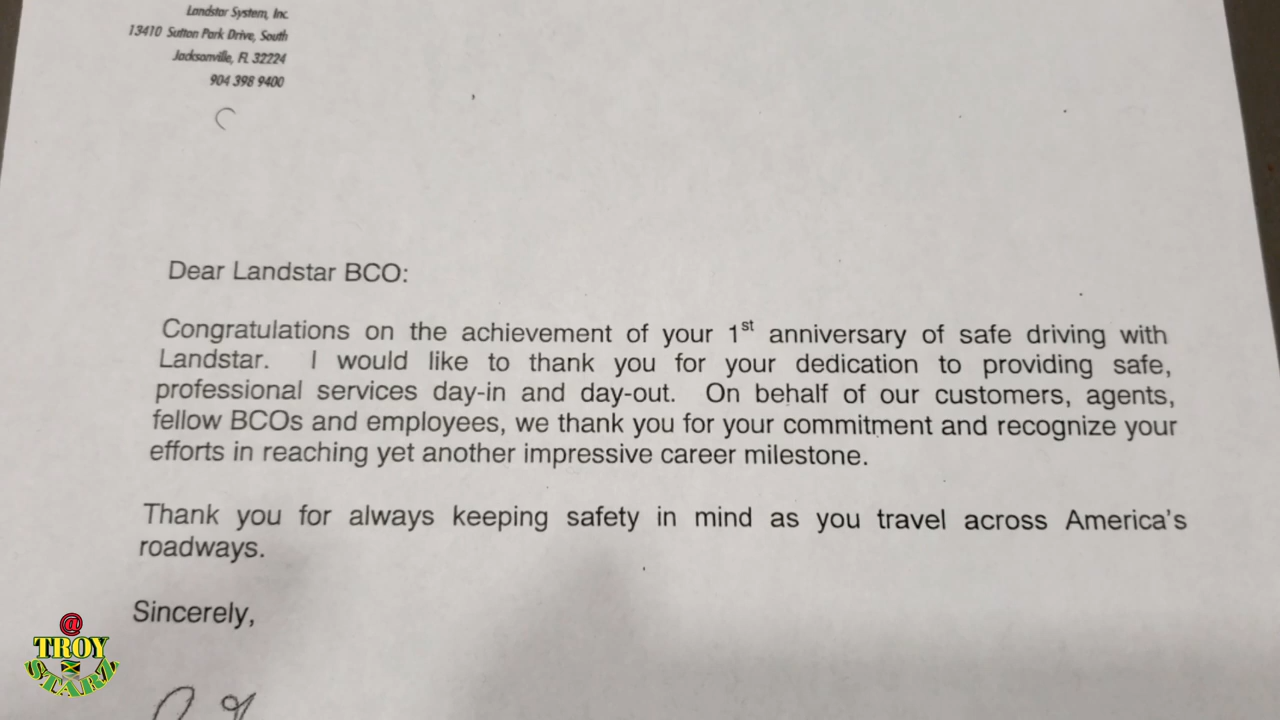 Landstar System, Inc.
13410 Sutton Park Drive, South
Jacksonville, FL 32224
904 398 9400
Dear Landstar BCO:
Congratulations on the achievement of your 1st anniversary of safe driving with
Landstar. I would like to thank you for your dedication to providing safe,
professional services day-in and day-out. On behalf of our customers, agents,
fellow BCOs and employees, we thank you for your commitment and recognize your
efforts in reaching yet another impressive career milestone.
Thank you for always keeping safety in mind as you travel across America's
roadways.
Sincerely,
@
TROY
STARZ